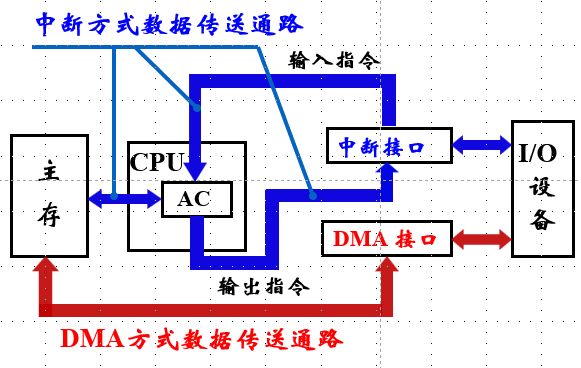 中断方式数据传送通路
输入指令
主存
CPU
AC
中断接口
I/O
设备
DMA 接口
输出指令
DMA方式数据传送通路